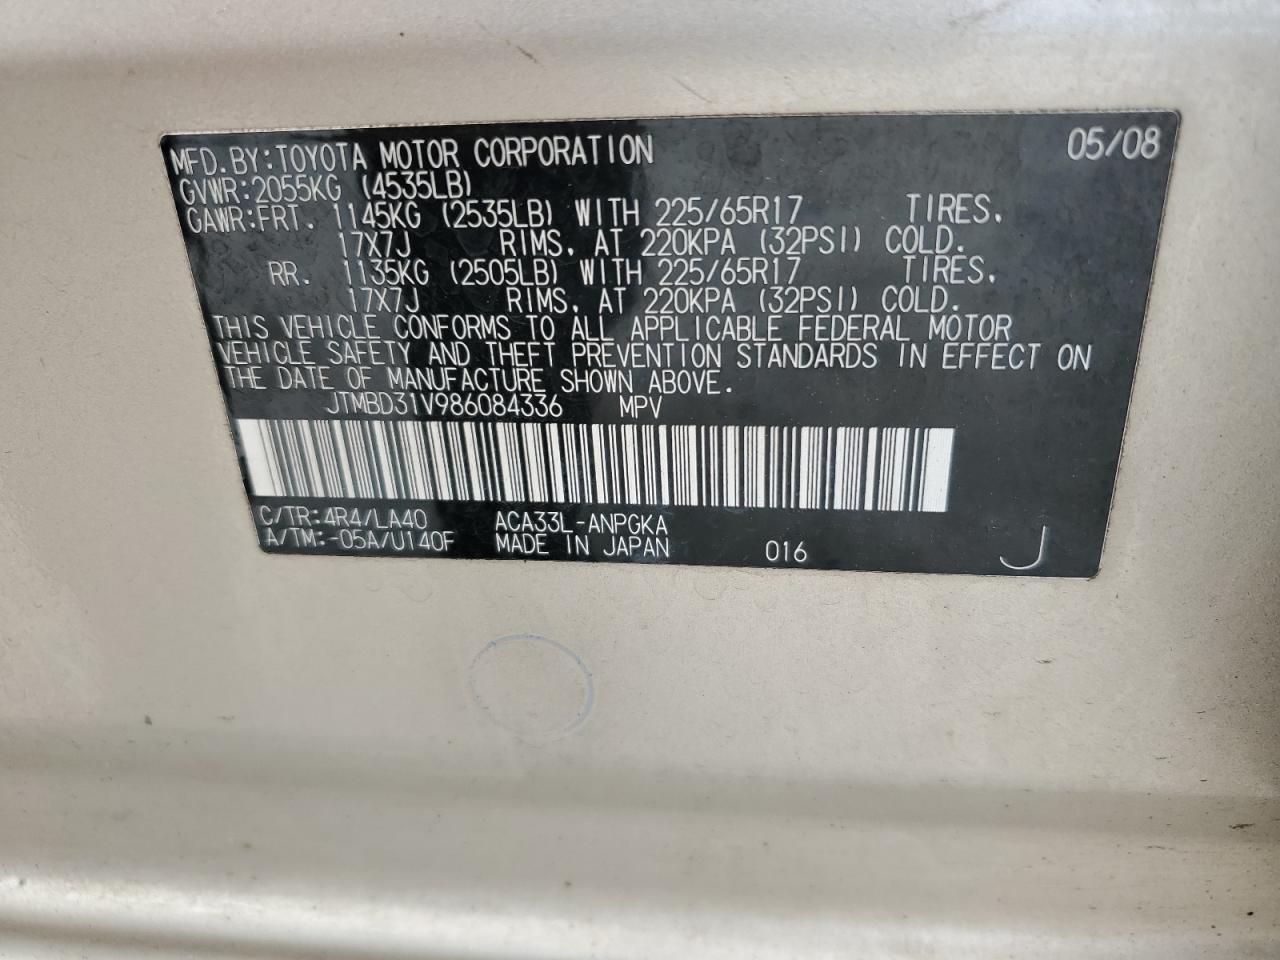 MFD.BY:TOYOTA MOTOR CORPORATION 05/08
GVWR:2055KG (4535LB)
GAWR:FRT. 1145KG (2535LB) WITH 225/65R17 TIRES.
17X7J RIMS, AT 220KPA (32PSI) COLD.
RR. 1135KG (2505LB) WITH 225/65R17 TIRES,
17X7J RIMS, AT 220KPA (32PSI) COLD.
THIS VEHICLE CONFORMS TO ALL APPLICABLE FEDERAL MOTOR
VEHICLE SAFETY AND THEFT PREVENTION STANDARDS IN EFFECT ON
THE DATE OF MANUFACTURE SHOWN ABOVE.
JTMBD31V986084336 MPV
C/TR:4R4/LA40 ACA33L-ANPGKA
A/TM:-05A/U140F MADE IN JAPAN 016 J